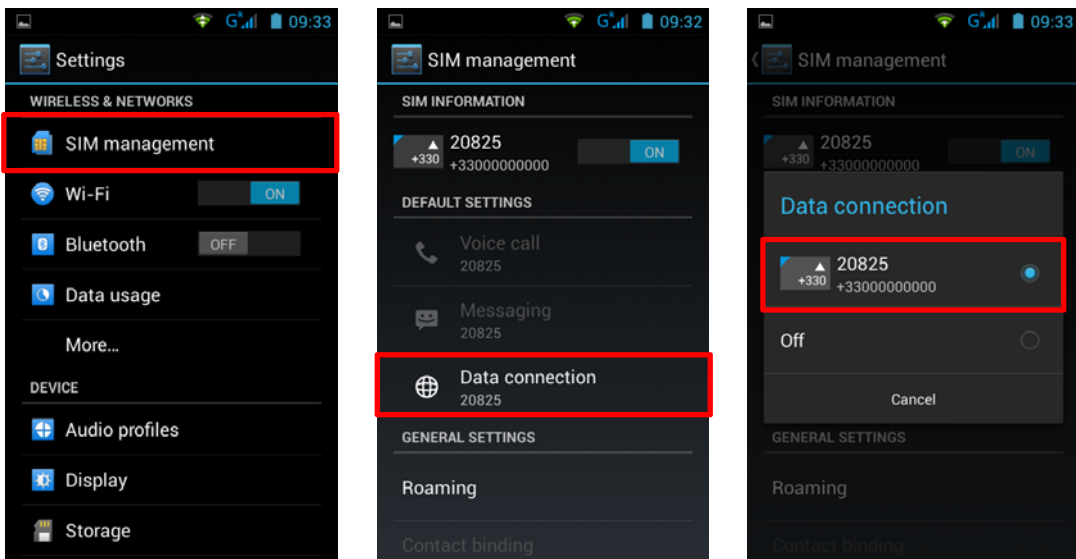 G R 09:33
Settings
WIRELESS & NETWORKS
SIM management
Wi-Fi ON
Bluetooth OFF
Data usage
More...
DEVICE
Audio profiles
Display
Storage
G R 09:32
SIM management
SIM INFORMATION
20825
+330 +33000000000 ON
DEFAULT SETTINGS
Voice call
20825
Messaging
20825
Data connection
20825
GENERAL SETTINGS
Roaming
Contact binding
G R 09:33
SIM management
SIM INFORMATION
20825
+330 +33000000000 ON
Data connection
20825
+330 +33000000000
Off
Cancel
GENERAL SETTINGS
Roaming
Contact binding